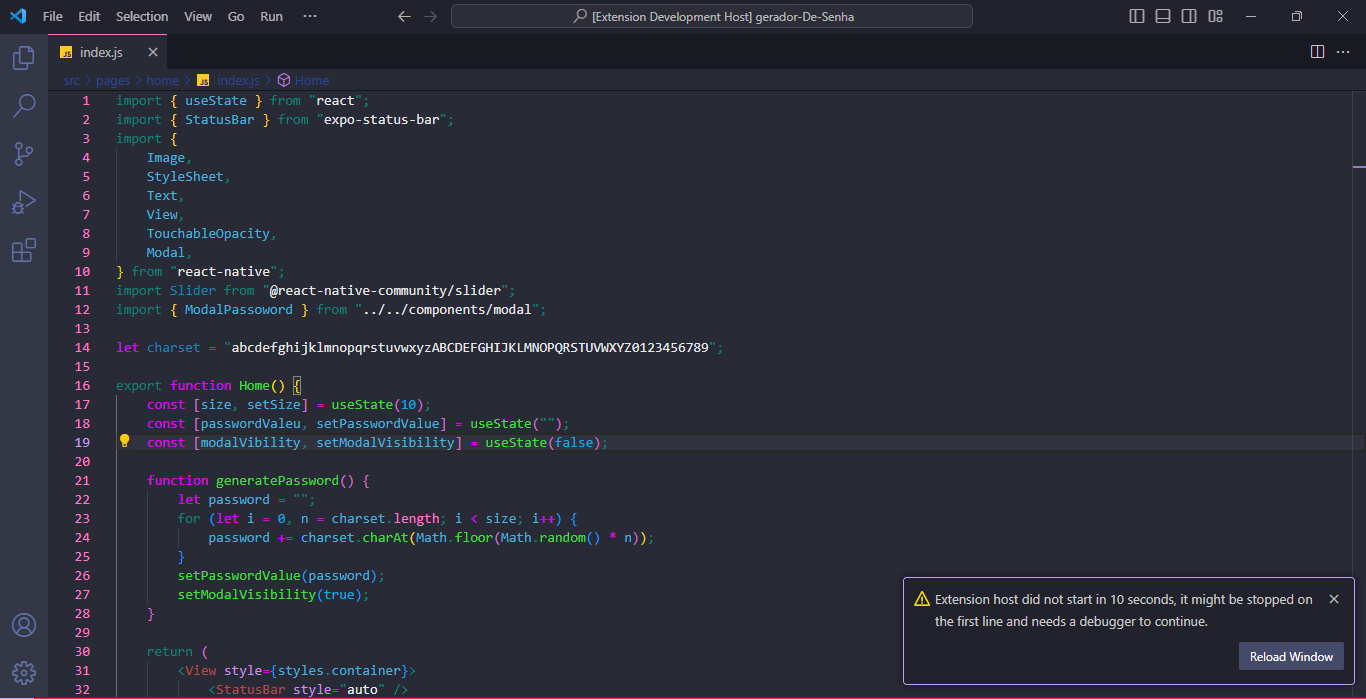 File Edit Selection View Go Run ···
[Extension Development Host] gerador-De-Senha
JS index.js
src > pages > home > JS index.js > Home
1 import { useState } from "react";
2 import { StatusBar } from "expo-status-bar";
3 import {
4 Image,
5 StyleSheet,
6 Text,
7 View,
8 TouchableOpacity,
9 Modal,
10 } from "react-native";
11 import Slider from "@react-native-community/slider";
12 import { ModalPassoword } from "../../components/modal";
13
14 let charset = "abcdefghijklmnopqrstuvwxyzABCDEFGHIJKLMNOPQRSTUVWXYZ0123456789";
15
16 export function Home() {
17 const [size, setSize] = useState(10);
18 const [passwordValeu, setPasswordValue] = useState("");
19 const [modalVibility, setModalVisibility] = useState(false);
20
21 function generatePassword() {
22 let password = "";
23 for (let i = 0, n = charset.length; i < size; i++) {
24 password += charset.charAt(Math.floor(Math.random() * n));
25 }
26 setPasswordValue(password);
27 setModalVisibility(true);
28 }
29
30 return (
31 <View style={styles.container}>
32 <StatusBar style="auto" />
Extension host did not start in 10 seconds, it might be stopped on
the first line and needs a debugger to continue.
Reload Window